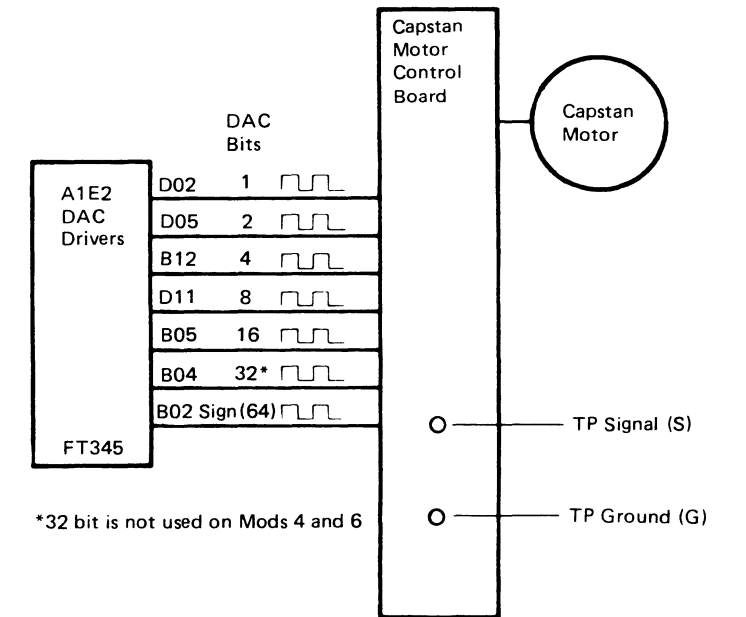 Capstan
Motor
Control
Board
Capstan
Motor
DAC
Bits
A1E2
DAC
Drivers
D02 1
D05 2
B12 4
D11 8
B05 16
B04 32*
B02 Sign (64)
FT345
TP Signal (S)
TP Ground (G)
*32 bit is not used on Mods 4 and 6